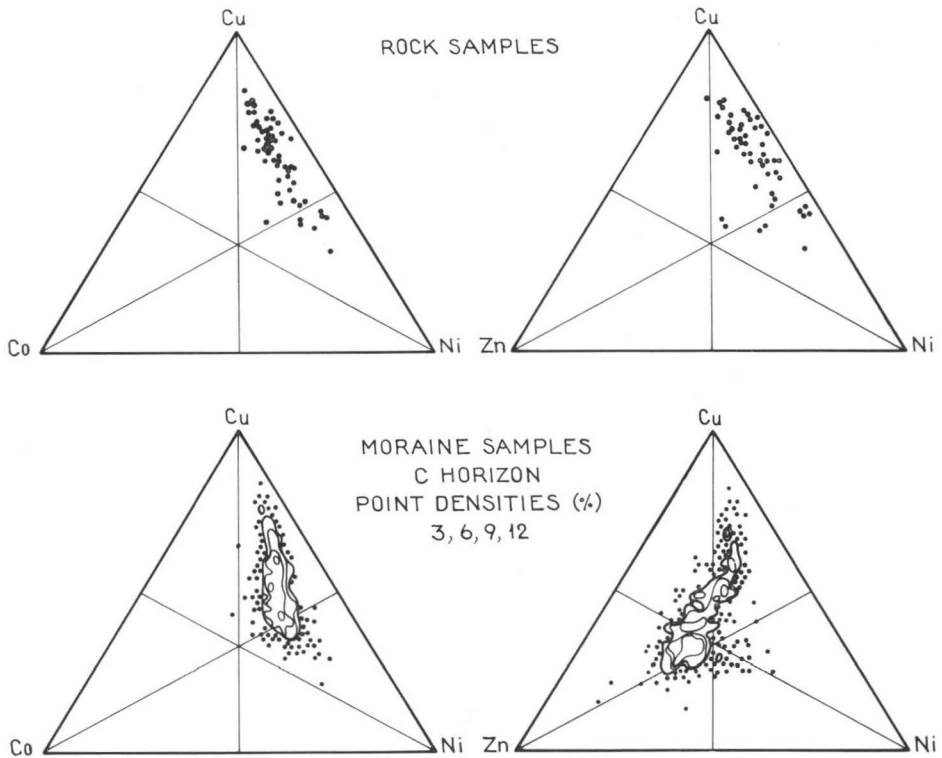 Cu
Cu
ROCK SAMPLES
Co
Ni
Zn
Ni
Cu
Cu
MORAINE SAMPLES
C HORIZON
POINT DENSITIES (%)
3, 6, 9, 12
Co
Ni
Zn
Ni